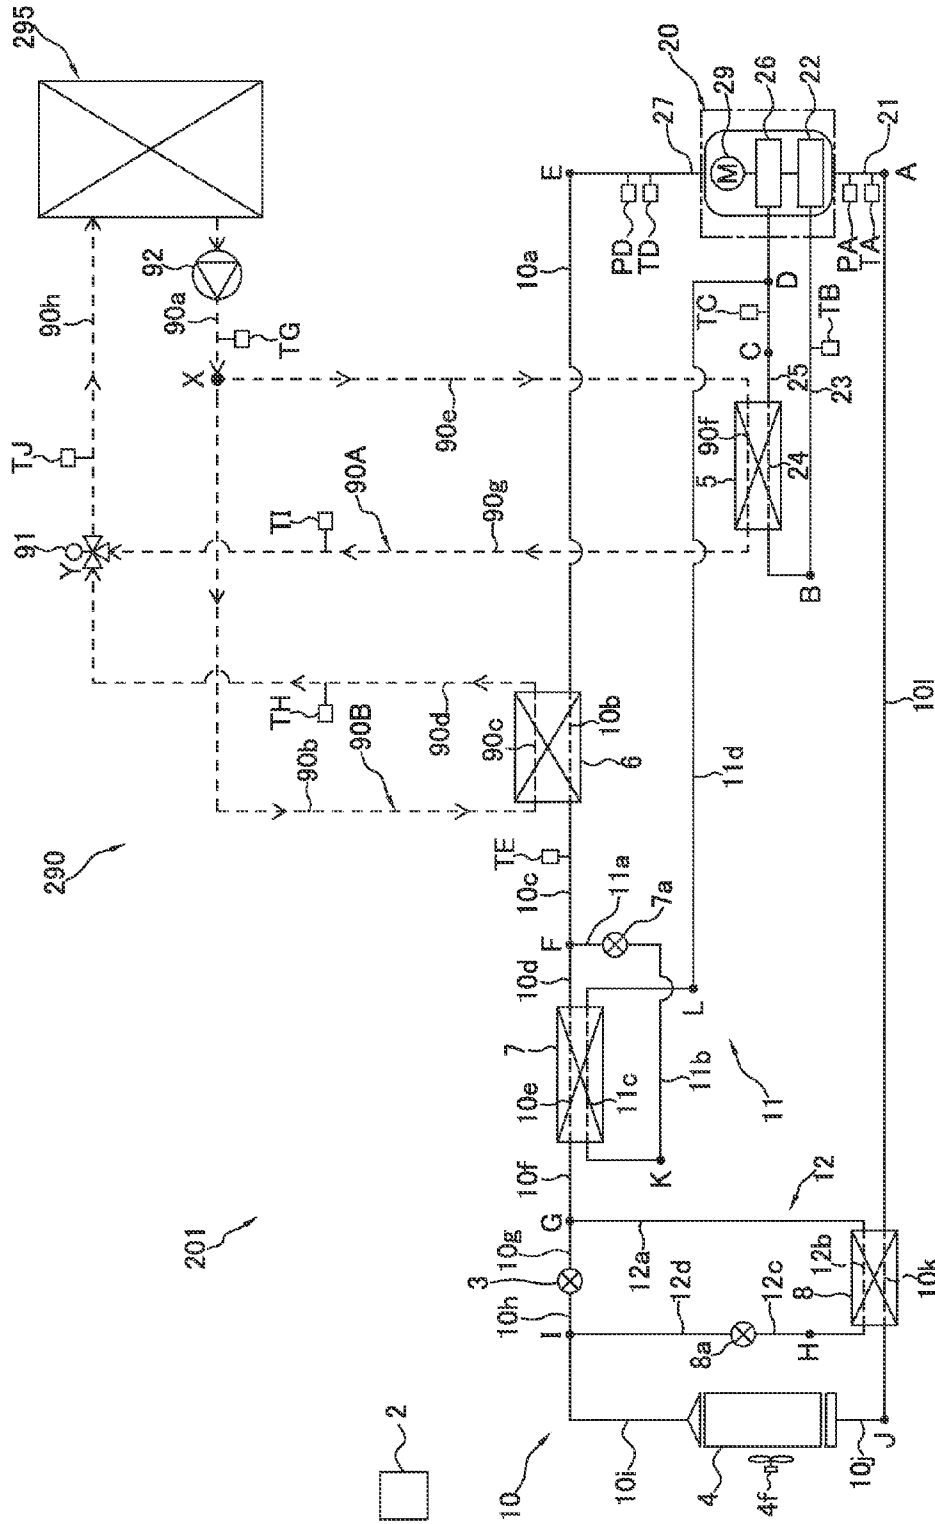 295
20
26
29
22
27
21
E
M
A
PD
TD
PA
TA
10a
92
90h
90a
TG
X
D
TC
C
TB
25
23
90e
90f
5
24
TJ
91
Y
TI
90A
90g
B
TH
90b
90B
90d
90c
10b
6
10l
11d
290
TE
10c
11a
7a
F
10d
L
7
10e
11c
11b
11
K
10f
201
G
12
10g
3
10h
I
12a
12d
12c
12b
8
10k
8a
H
2
10
10i
4
4f
10j
J